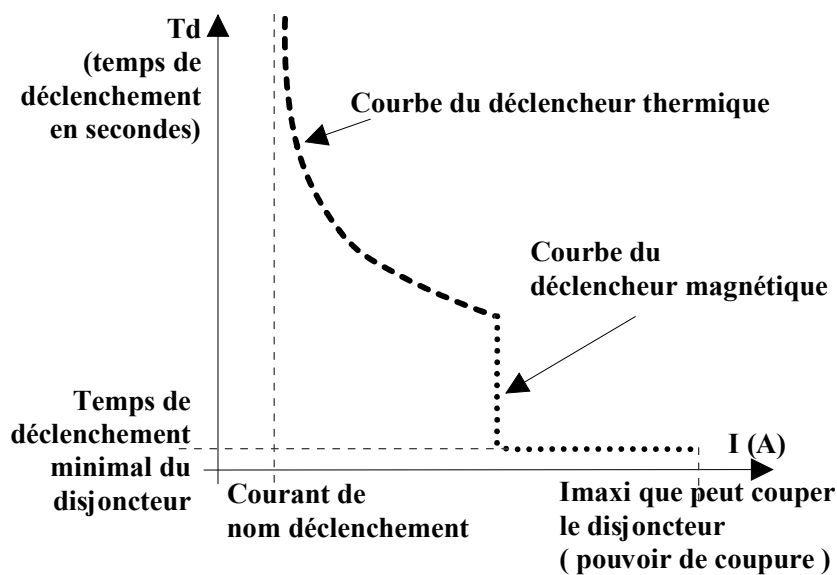 Td
(temps de
déclenchement
en secondes)
Courbe du déclencheur thermique
Courbe du
déclencheur magnétique
Temps de
déclenchement
minimal du
disjoncteur
I (A)
Courant de
nom déclenchement
Imaxi que peut couper
le disjoncteur
( pouvoir de coupure )